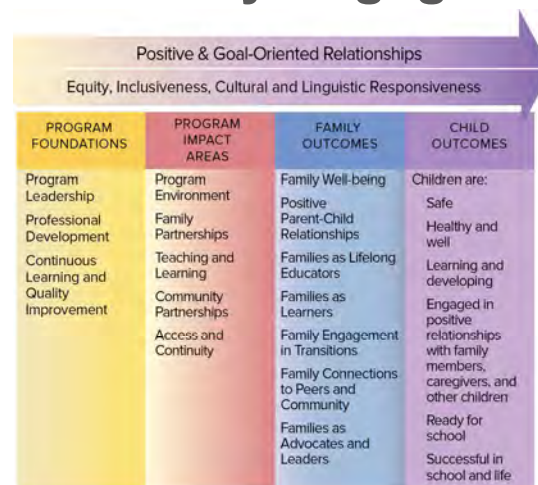 Positive & Goal-Oriented Relationships
Equity, Inclusiveness, Cultural and Linguistic Responsiveness
PROGRAM
FOUNDATIONS
Program
Leadership
Professional
Development
Continuous
Learning and
Quality
Improvement
PROGRAM
IMPACT
AREAS
Program
Environment
Family
Partnerships
Teaching and
Learning
Community
Partnerships
Access and
Continuity
FAMILY
OUTCOMES
Family Well-being
Positive
Parent-Child
Relationships
Families as Lifelong
Educators
Families as
Learners
Family Engagement
in Transitions
Family Connections
to Peers and
Community
Families as
Advocates and
Leaders
CHILD
OUTCOMES
Children are:
Safe
Healthy and
well
Learning and
developing
Engaged in
positive
relationships
with family
members,
caregivers, and
other children
Ready for
school
Successful in
school and life